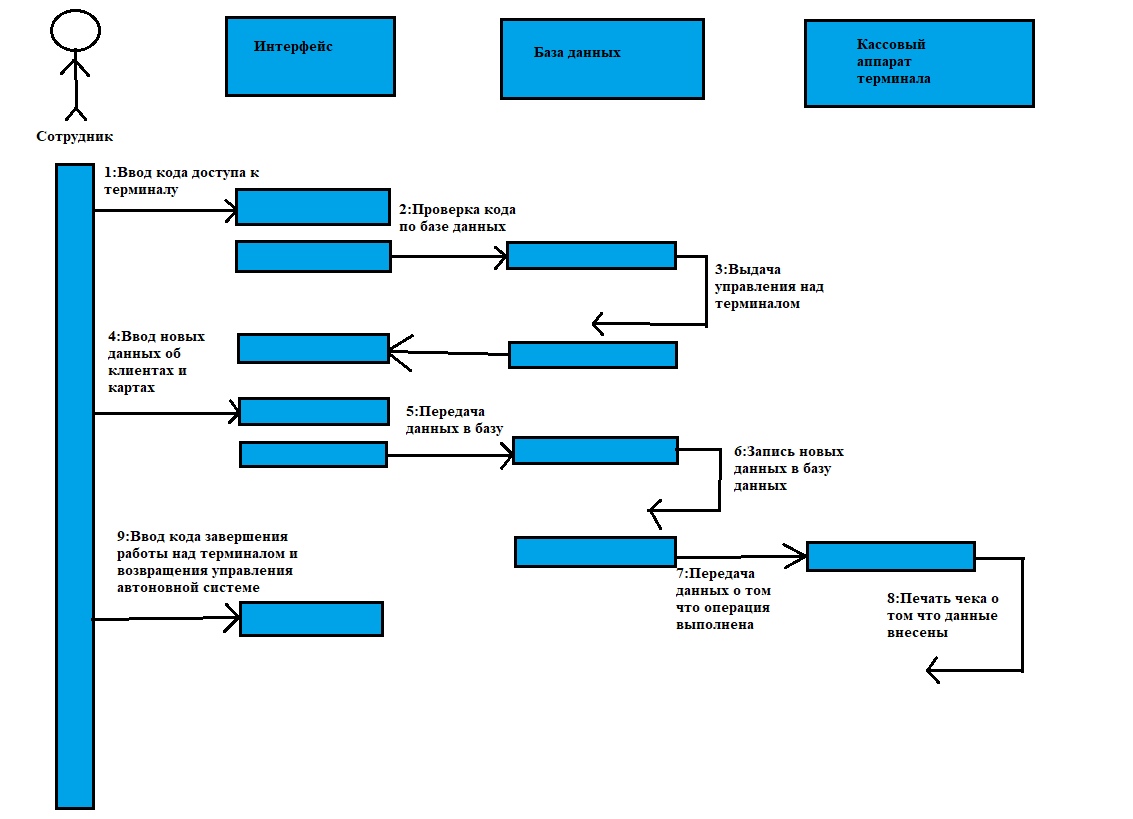 Сотрудник
Интерфейс
База данных
Кассовый
аппарат
терминала
1:Ввод кода доступа к
терминалу
2:Проверка кода
по базе данных
3:Выдача
управления над
терминалом
4:Ввод новых
данных об
клиентах и
картах
5:Передача
данных в базу
6:Запись новых
данных в базу
данных
7:Передача
данных о том
что операция
выполнена
8:Печать чека о
том что данные
внесены
9:Ввод кода завершения
работы над терминалом и
возвращения управления
автоновной системе